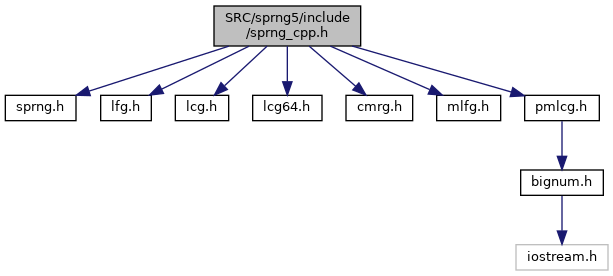 SRC/sprng5/include
/sprng_cpp.h
sprng.h
lfg.h
lcg.h
lcg64.h
cmrg.h
mlfg.h
pmlcg.h
bignum.h
iostream.h